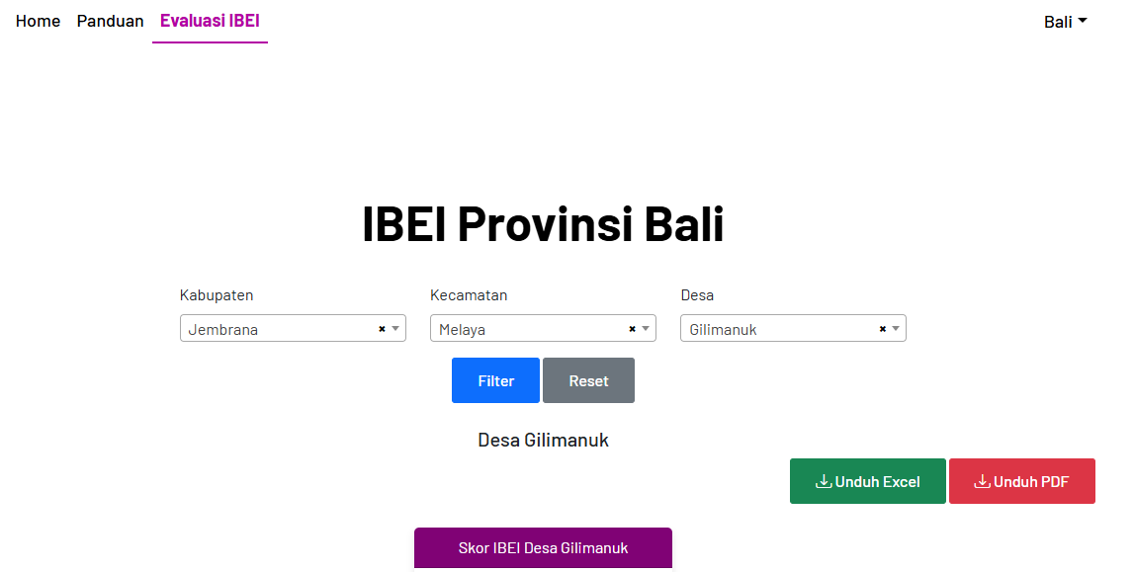 Home Panduan Evaluasi IBEI Bali
IBEI Provinsi Bali
Kabupaten Kecamatan Desa
Jembrana × Melaya × Gilimanuk ×
Filter Reset
Desa Gilimanuk
Unduh Excel Unduh PDF
Skor IBEI Desa Gilimanuk